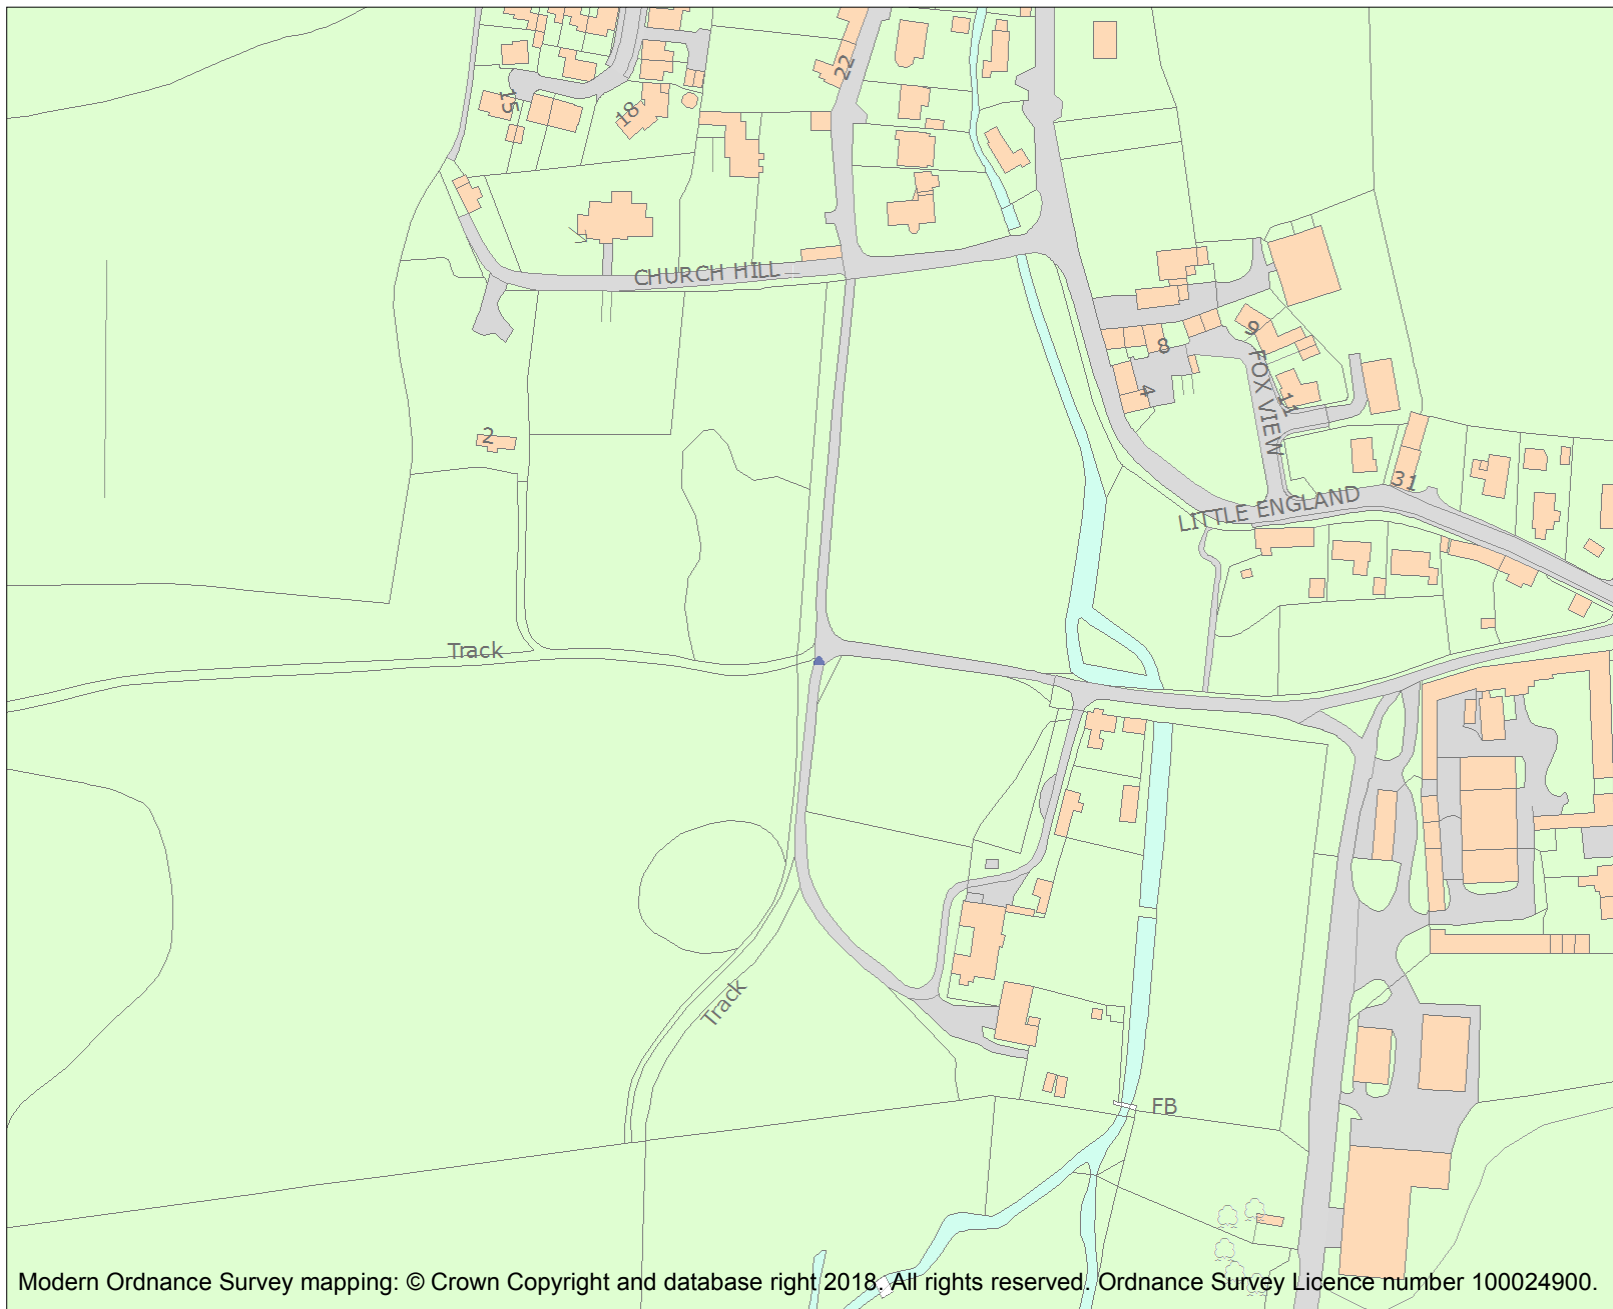 22
15
18
7
CHURCH HILL
9
8
FOX VIEW
4
11
2
31
LITTLE ENGLAND
Track
Track
FB
Modern Ordnance Survey mapping: © Crown Copyright and database right 2018. All rights reserved. Ordnance Survey Licence number 100024900.